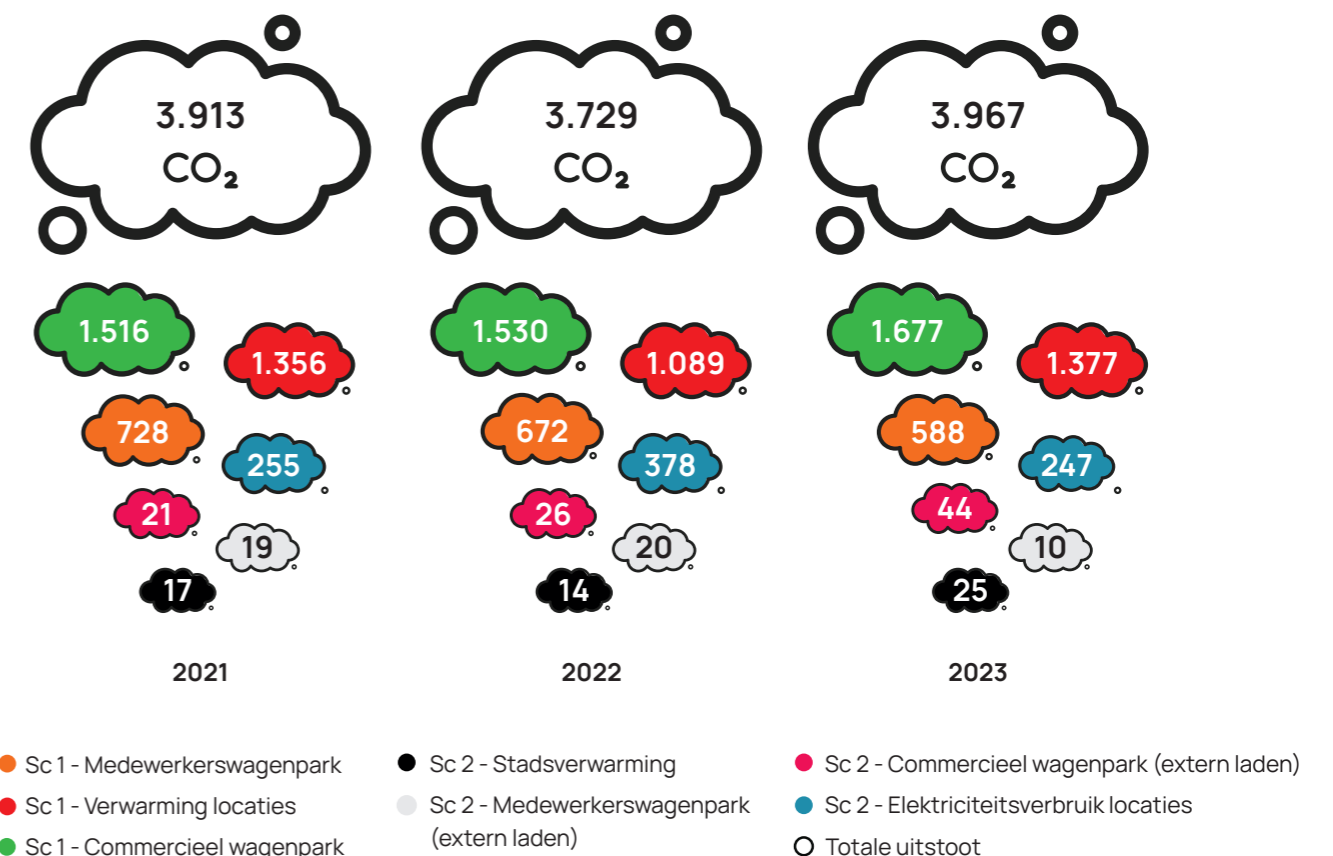 3.913
CO₂
3.729
CO₂
3.967
CO₂
1.516
1.356
728
255
21
19
17
1.530
1.089
672
378
26
20
14
1.677
1.377
588
247
44
10
25
2021
2022
2023
Sc 1 - Medewerkerswagenpark
Sc 1 - Verwarming locaties
Sc 1 - Commercieel wagenpark
Sc 2 - Stadsverwarming
Sc 2 - Medewerkerswagenpark
(extern laden)
Sc 2 - Commercieel wagenpark (extern laden)
Sc 2 - Elektriciteitsverbruik locaties
Totale uitstoot